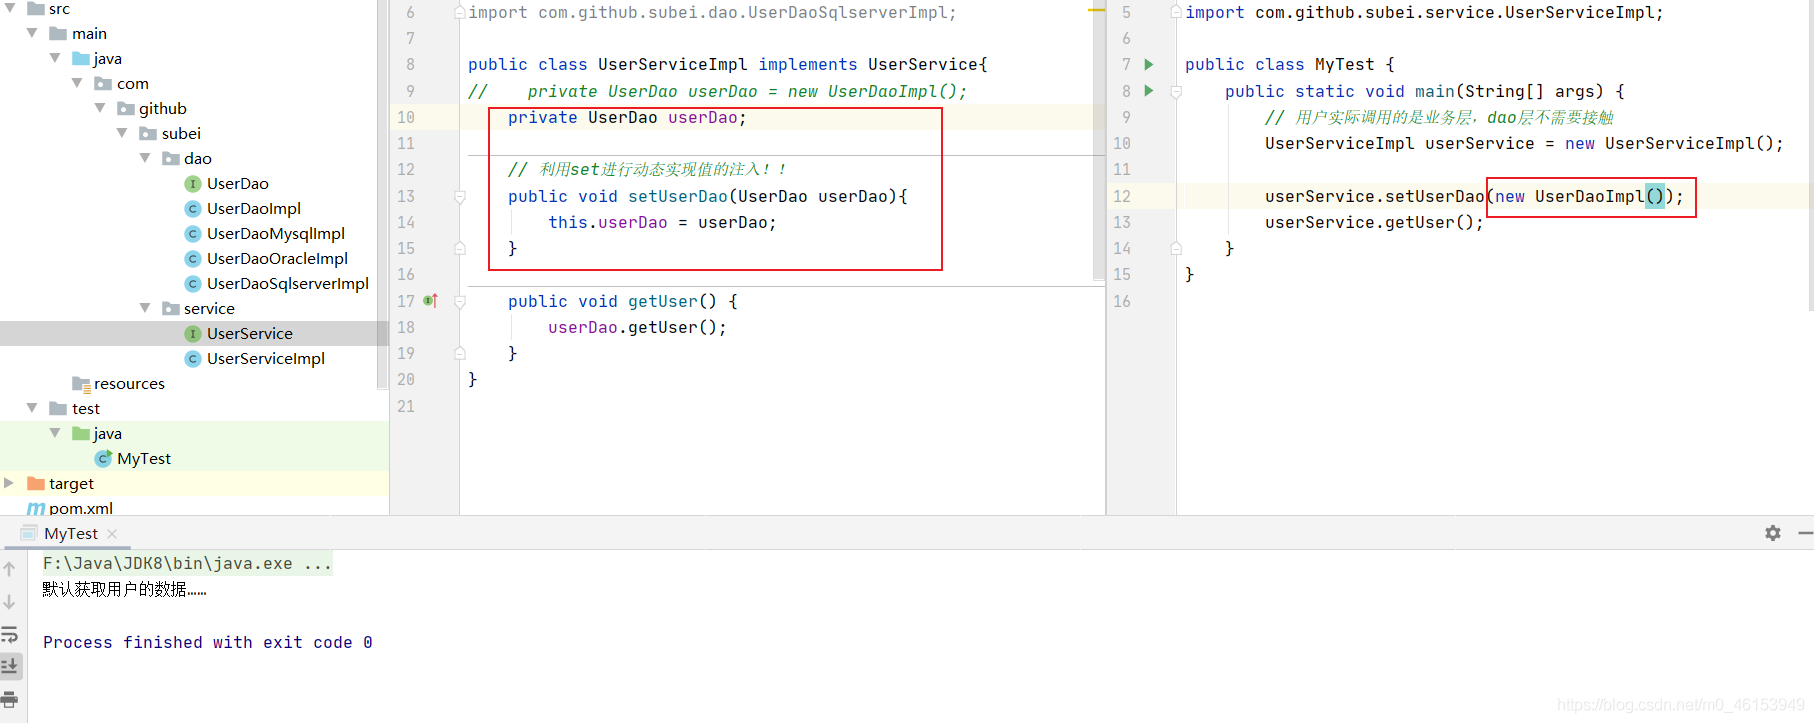 src
main
java
com
github
subei
dao
UserDao
UserDaoImpl
UserDaoMysqlImpl
UserDaoOracleImpl
UserDaoSqlserverImpl
service
UserService
UserServiceImpl
resources
test
java
MyTest
target
pom.xml
6 import com.github.subei.dao.UserDaoSqlserverImpl;
7
8 public class UserServiceImpl implements UserService{
9 //    private UserDao userDao = new UserDaoImpl();
10     private UserDao userDao;
11
12     // 利用set进行动态实现值的注入！！
13     public void setUserDao(UserDao userDao){
14         this.userDao = userDao;
15     }
16
17     public void getUser() {
18         userDao.getUser();
19     }
20 }
21
5 import com.github.subei.service.UserServiceImpl;
6
7 public class MyTest {
8     public static void main(String[] args) {
9         // 用户实际调用的是业务层，dao层不需要接触
10         UserServiceImpl userService = new UserServiceImpl();
11
12         userService.setUserDao(new UserDaoImpl());
13         userService.getUser();
14     }
15 }
16
MyTest
F:\Java\JDK8\bin\java.exe ...
默认获取用户的数据……
Process finished with exit code 0
https://blog.csdn.net/m0_46153949